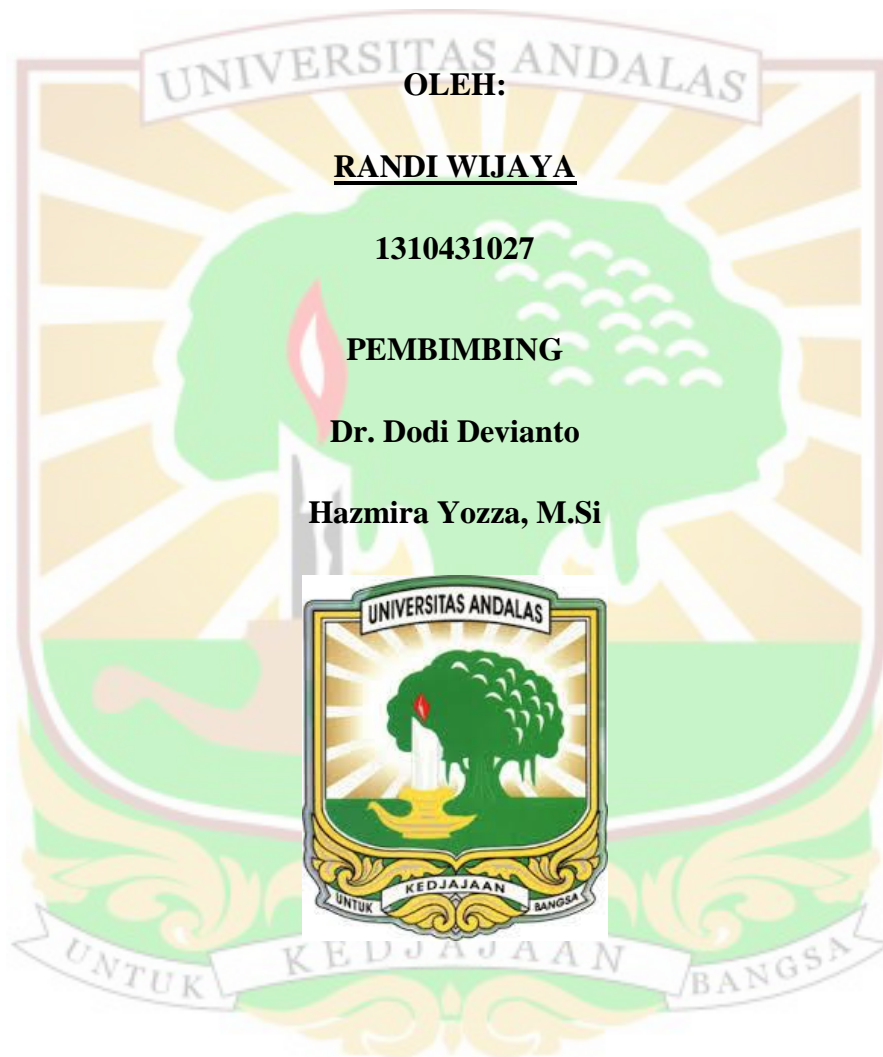 UNIVERSITAS ANDALAS
OLEH:
RANDI WIJAYA
1310431027
PEMBIMBING
Dr. Dodi Devianto
Hazmira Yozza, M.Si
UNIVERSITAS ANDALAS
UNTUK KEDJAJAAN BANGSA
UNTUK KEDJAJAAN BANGSA